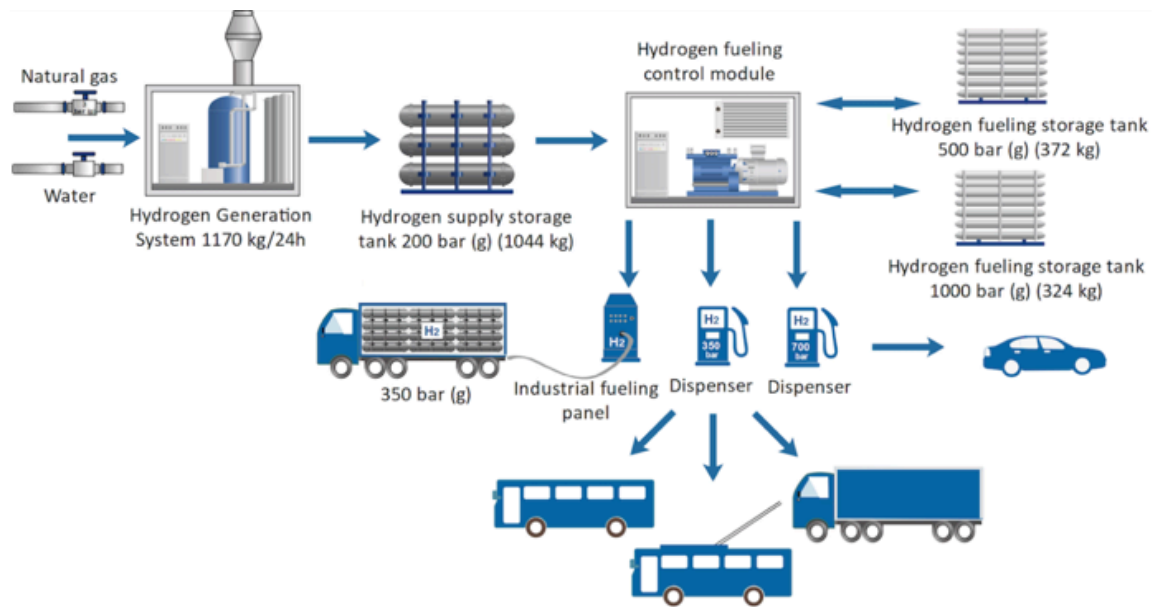 Natural gas
Water
Hydrogen Generation
System 1170 kg/24h
Hydrogen supply storage
tank 200 bar (g) (1044 kg)
Hydrogen fueling
control module
Hydrogen fueling storage tank
500 bar (g) (372 kg)
Hydrogen fueling storage tank
1000 bar (g) (324 kg)
H2
350 bar (g)
H2
Industrial fueling
panel
H2
350
bar
Dispenser
H2
700
bar
Dispenser